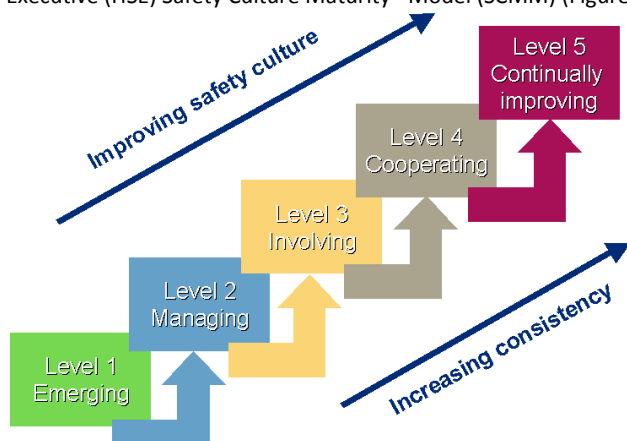 Executive (HSE) Safety Culture Maturity Model (SCMM) (Figure
Improving safety culture
Level 5
Continually
improving
Level 4
Cooperating
Level 3
Involving
Level 2
Managing
Level 1
Emerging
Increasing consistency